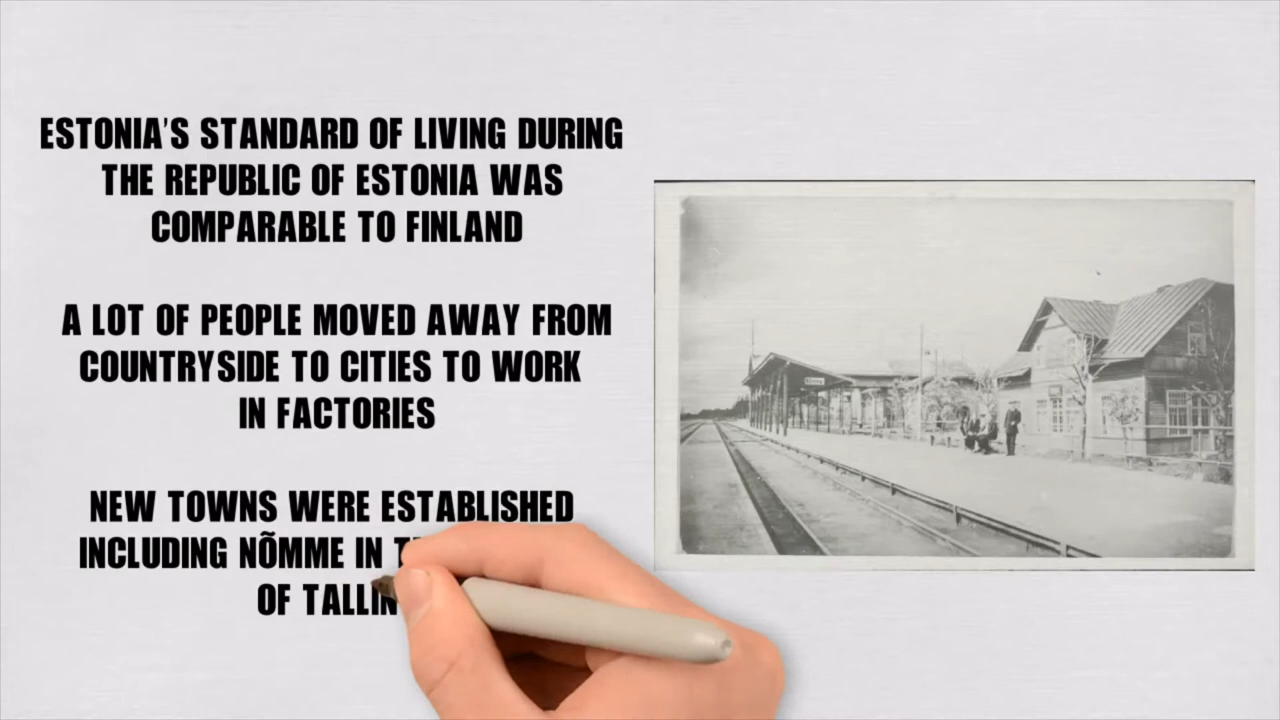 ESTONIA'S STANDARD OF LIVING DURING
THE REPUBLIC OF ESTONIA WAS
COMPARABLE TO FINLAND
A LOT OF PEOPLE MOVED AWAY FROM
COUNTRYSIDE TO CITIES TO WORK
IN FACTORIES
NEW TOWNS WERE ESTABLISHED
INCLUDING NÕMME IN
OF